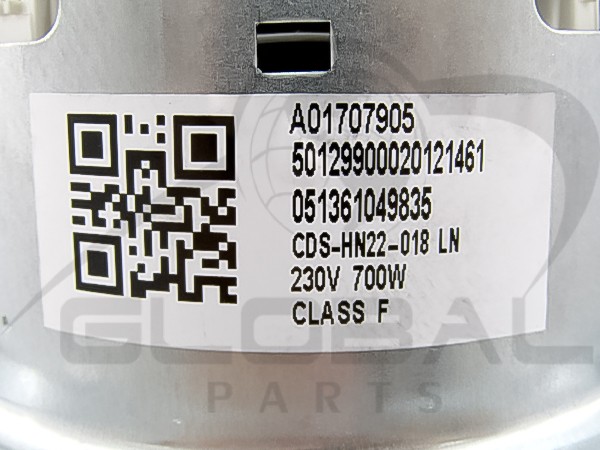 A01707905
50129900020121461
051361049835
CDS-HN22-018 LN
230V 700W
CLASS F
GLOBAL
PARTS